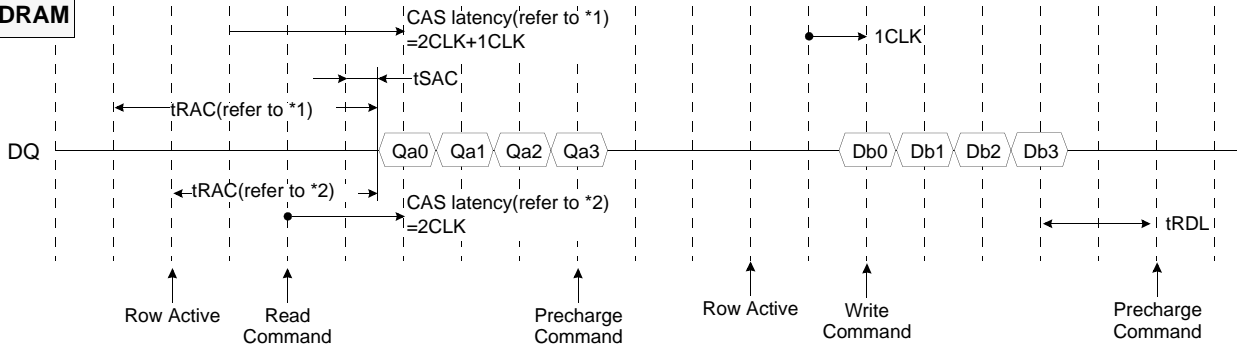 DRAM
CAS latency(refer to *1)
=2CLK+1CLK
1CLK
tSAC
tRAC(refer to *1)
DQ
Qa0
Qa1
Qa2
Qa3
Db0
Db1
Db2
Db3
tRAC(refer to *2)
CAS latency(refer to *2)
=2CLK
tRDL
Row Active
Read
Command
Precharge
Command
Row Active
Write
Command
Precharge
Command